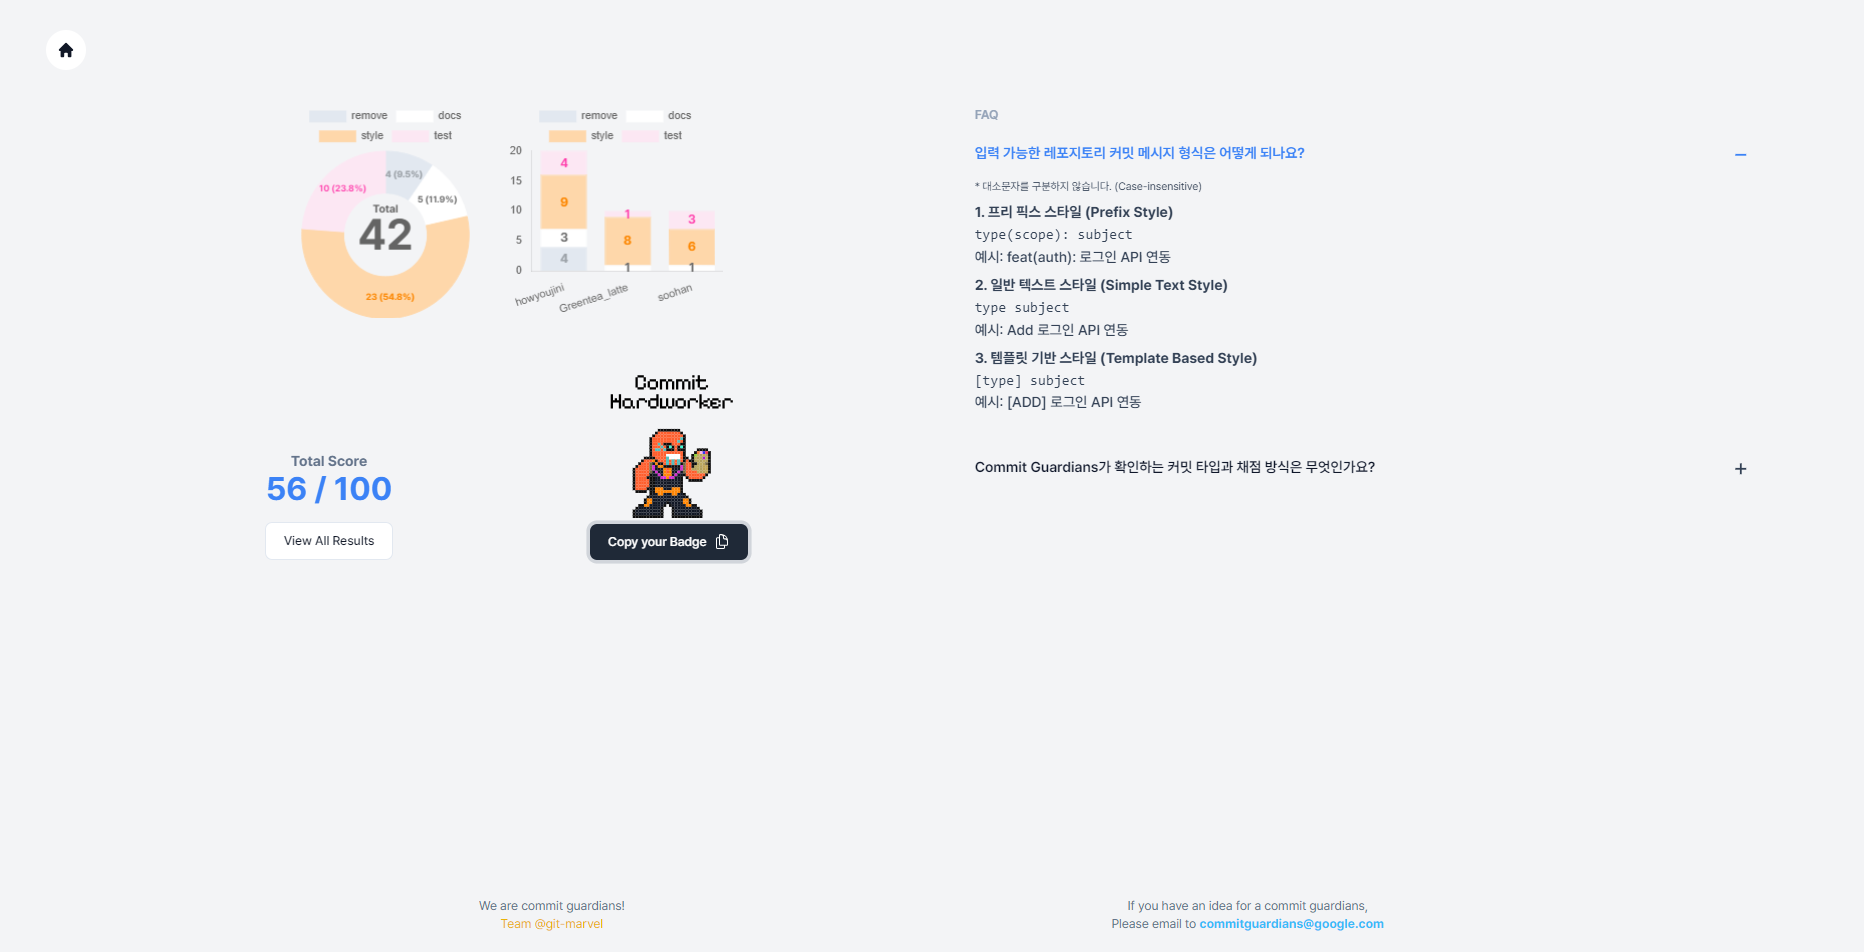 remove docs
style test
4 (9.5%)
10 (23.8%)
5 (11.9%)
Total
42
23 (54.8%)
remove docs
style test
20
15
10
5
0
4
9
3
4
1
8
1
3
6
1
howyoujini
Greentea_latte
soohan
Commit
Hardworker
Total Score
56 / 100
View All Results
Copy your Badge
FAQ
입력 가능한 레포지토리 커밋 메시지 형식은 어떻게 되나요?
* 대소문자를 구분하지 않습니다. (Case-insensitive)
1. 프리 픽스 스타일 (Prefix Style)
type(scope): subject
예시: feat(auth): 로그인 API 연동
2. 일반 텍스트 스타일 (Simple Text Style)
type subject
예시: Add 로그인 API 연동
3. 템플릿 기반 스타일 (Template Based Style)
[type] subject
예시: [ADD] 로그인 API 연동
Commit Guardians가 확인하는 커밋 타입과 채점 방식은 무엇인가요?
We are commit guardians!
Team @git-marvel
If you have an idea for a commit guardians,
Please email to commitguardians@google.com